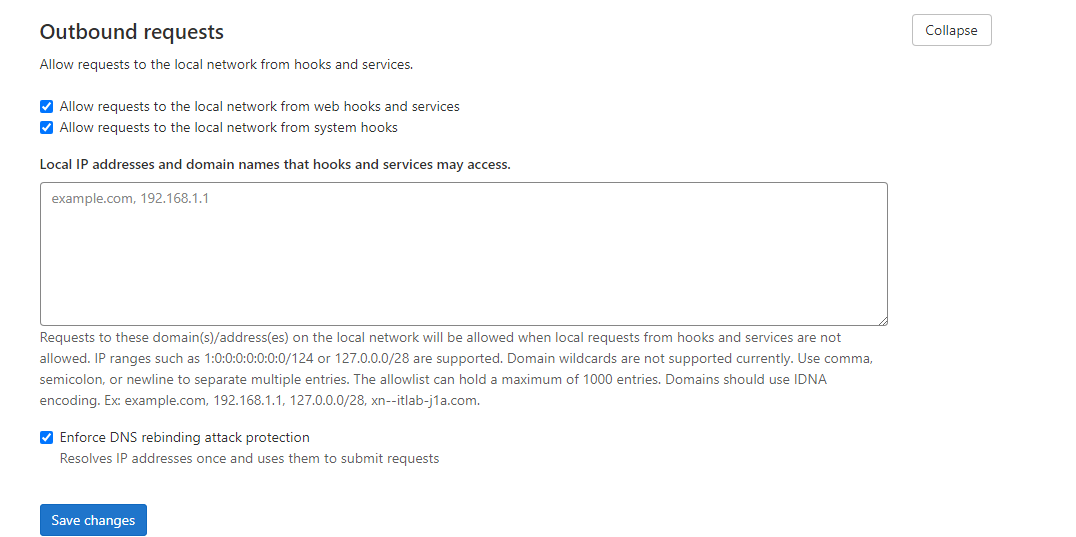 Outbound requests
Collapse
Allow requests to the local network from hooks and services.
Allow requests to the local network from web hooks and services
Allow requests to the local network from system hooks
Local IP addresses and domain names that hooks and services may access.
example.com, 192.168.1.1
Requests to these domain(s)/address(es) on the local network will be allowed when local requests from hooks and services are not
allowed. IP ranges such as 1:0:0:0:0:0:0:0/124 or 127.0.0.0/28 are supported. Domain wildcards are not supported currently. Use comma,
semicolon, or newline to separate multiple entries. The allowlist can hold a maximum of 1000 entries. Domains should use IDNA
encoding. Ex: example.com, 192.168.1.1, 127.0.0.0/28, xn--itlab-j1a.com.
Enforce DNS rebinding attack protection
Resolves IP addresses once and uses them to submit requests
Save changes